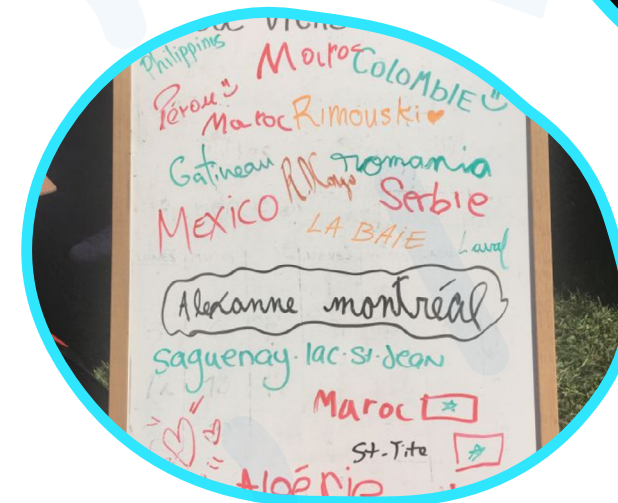 Philippines
Maroc COLOMBIE
Pérou
Maroc Rimouski
Gatineau romania
MEXICO Serbie
LA BAIE
Laval
Alexanne montréal
saguenay-lac-st-Jean
Maroc
St-Tite
Algérie